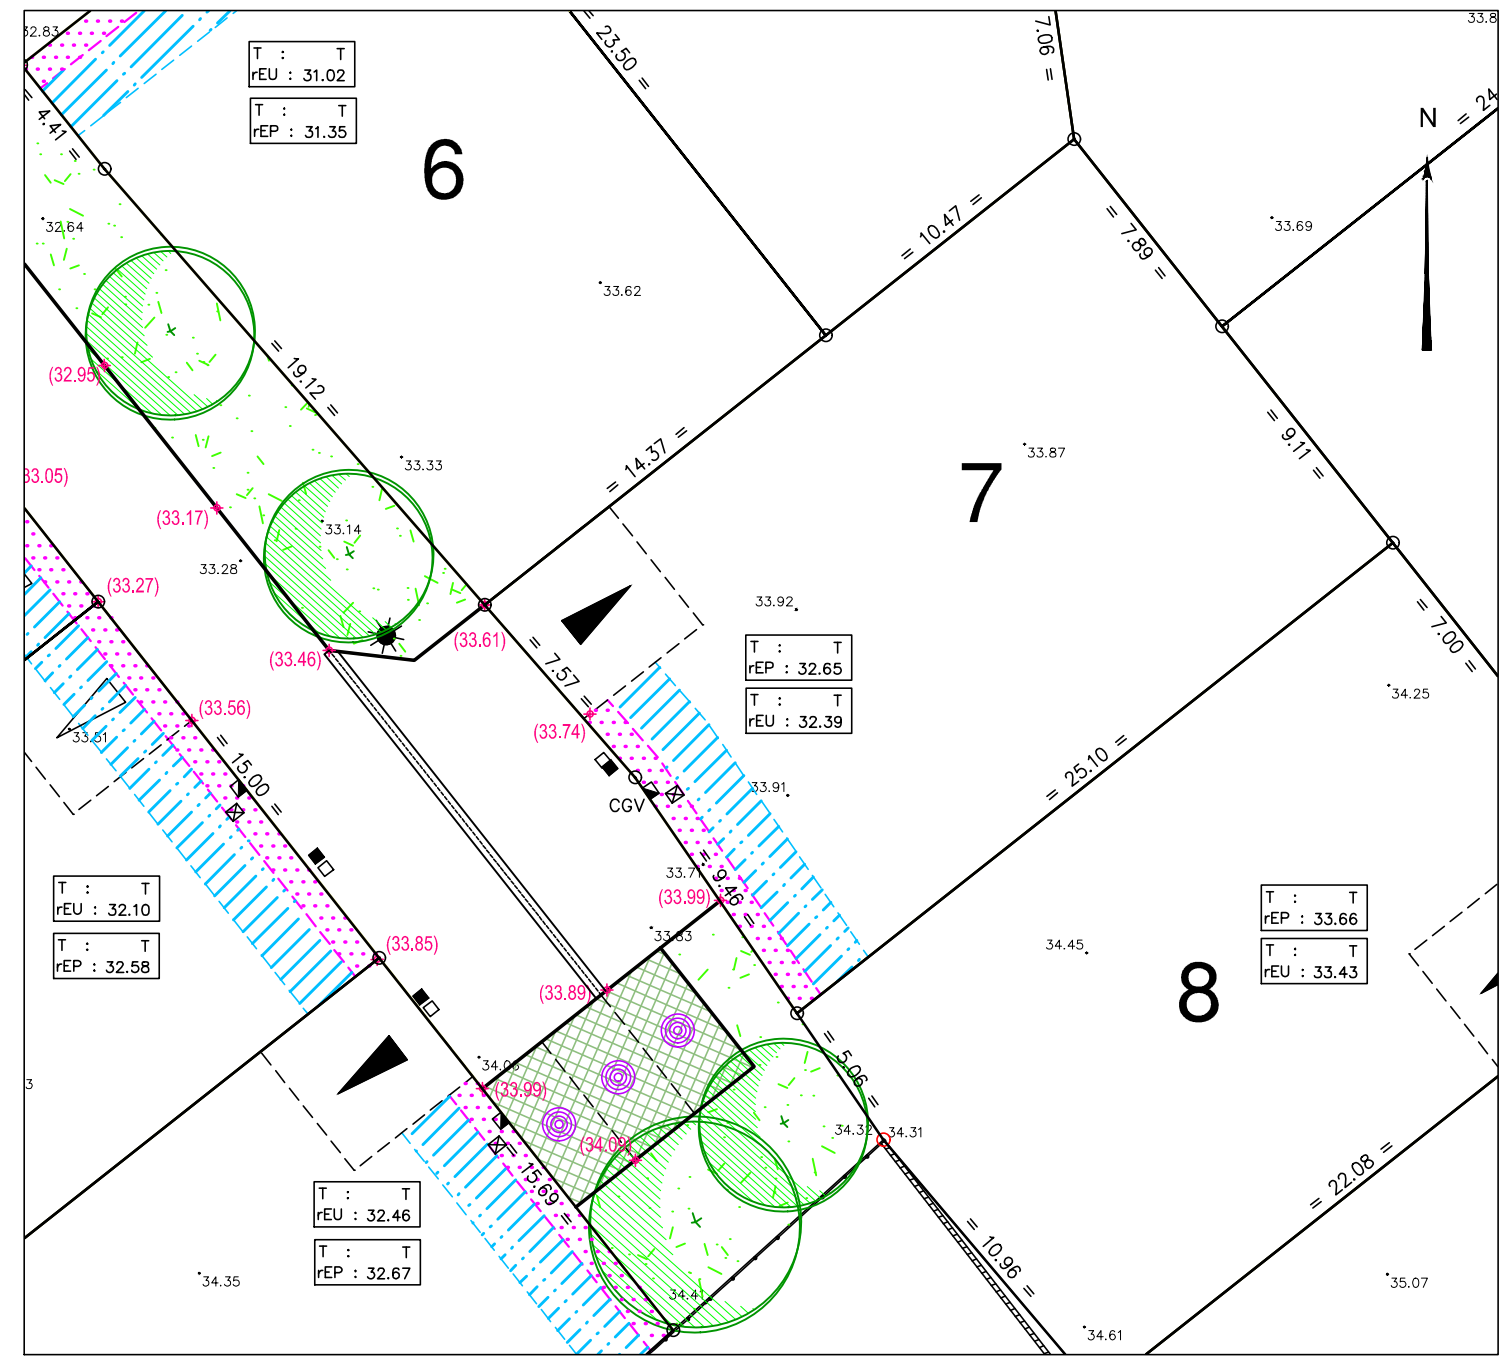 32.83
T : T
rEU : 31.02
T : T
rEP : 31.35
= 23.50 =
7.06 =
33.8
= 24
N
= 4.41 =
6
32.64
= 10.47 =
= 7.89 =
33.69
33.62
(32.95)
= 19.12 =
= 14.37 =
33.33
33.87
7
= 9.11 =
33.05)
(33.17)
33.14
33.28
(33.27)
33.92
(33.61)
= 7.00 =
T : T
rEP : 32.65
(33.46)
= 7.57 =
T : T
rEU : 32.39
34.25
(33.56)
33.51
(33.74)
= 15.00 =
= 25.10 =
33.91
CGV
33.71
= 9.46 =
(33.99)
T : T
rEU : 32.10
T : T
rEP : 32.58
(33.85)
33.83
34.45
T : T
rEP : 33.66
T : T
rEU : 33.43
(33.89)
8
34.06
(33.99)
3
= 5.06 =
34.32
34.31
(34.09)
= 15.69 =
T : T
rEU : 32.46
T : T
rEP : 32.67
= 22.08 =
= 10.96 =
34.35
34.41
35.07
34.61